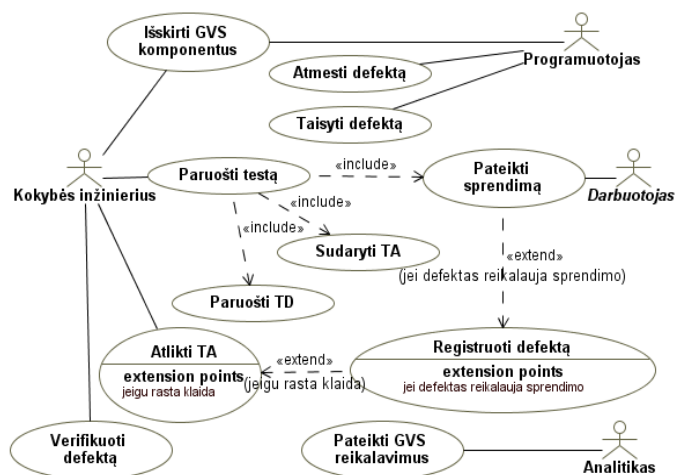 Išskirti GVS
komponentus
Programuotojas
Atmesti defektą
Taisyti defektą
Kokybės inžinierius
Paruošti testą
«include»
Pateikti
sprendimą
Darbuotojas
«include»
«include»
Sudaryti TA
«extend»
(jei defektas reikalauja sprendimo)
Paruošti TD
Atlikti TA
extension points
jeigu rasta klaida
«extend»
(jeigu rasta klaida)
Registruoti defektą
extension points
jei defektas reikalauja sprendimo
Verifikuoti
defektą
Pateikti GVS
reikalavimus
Analitikas